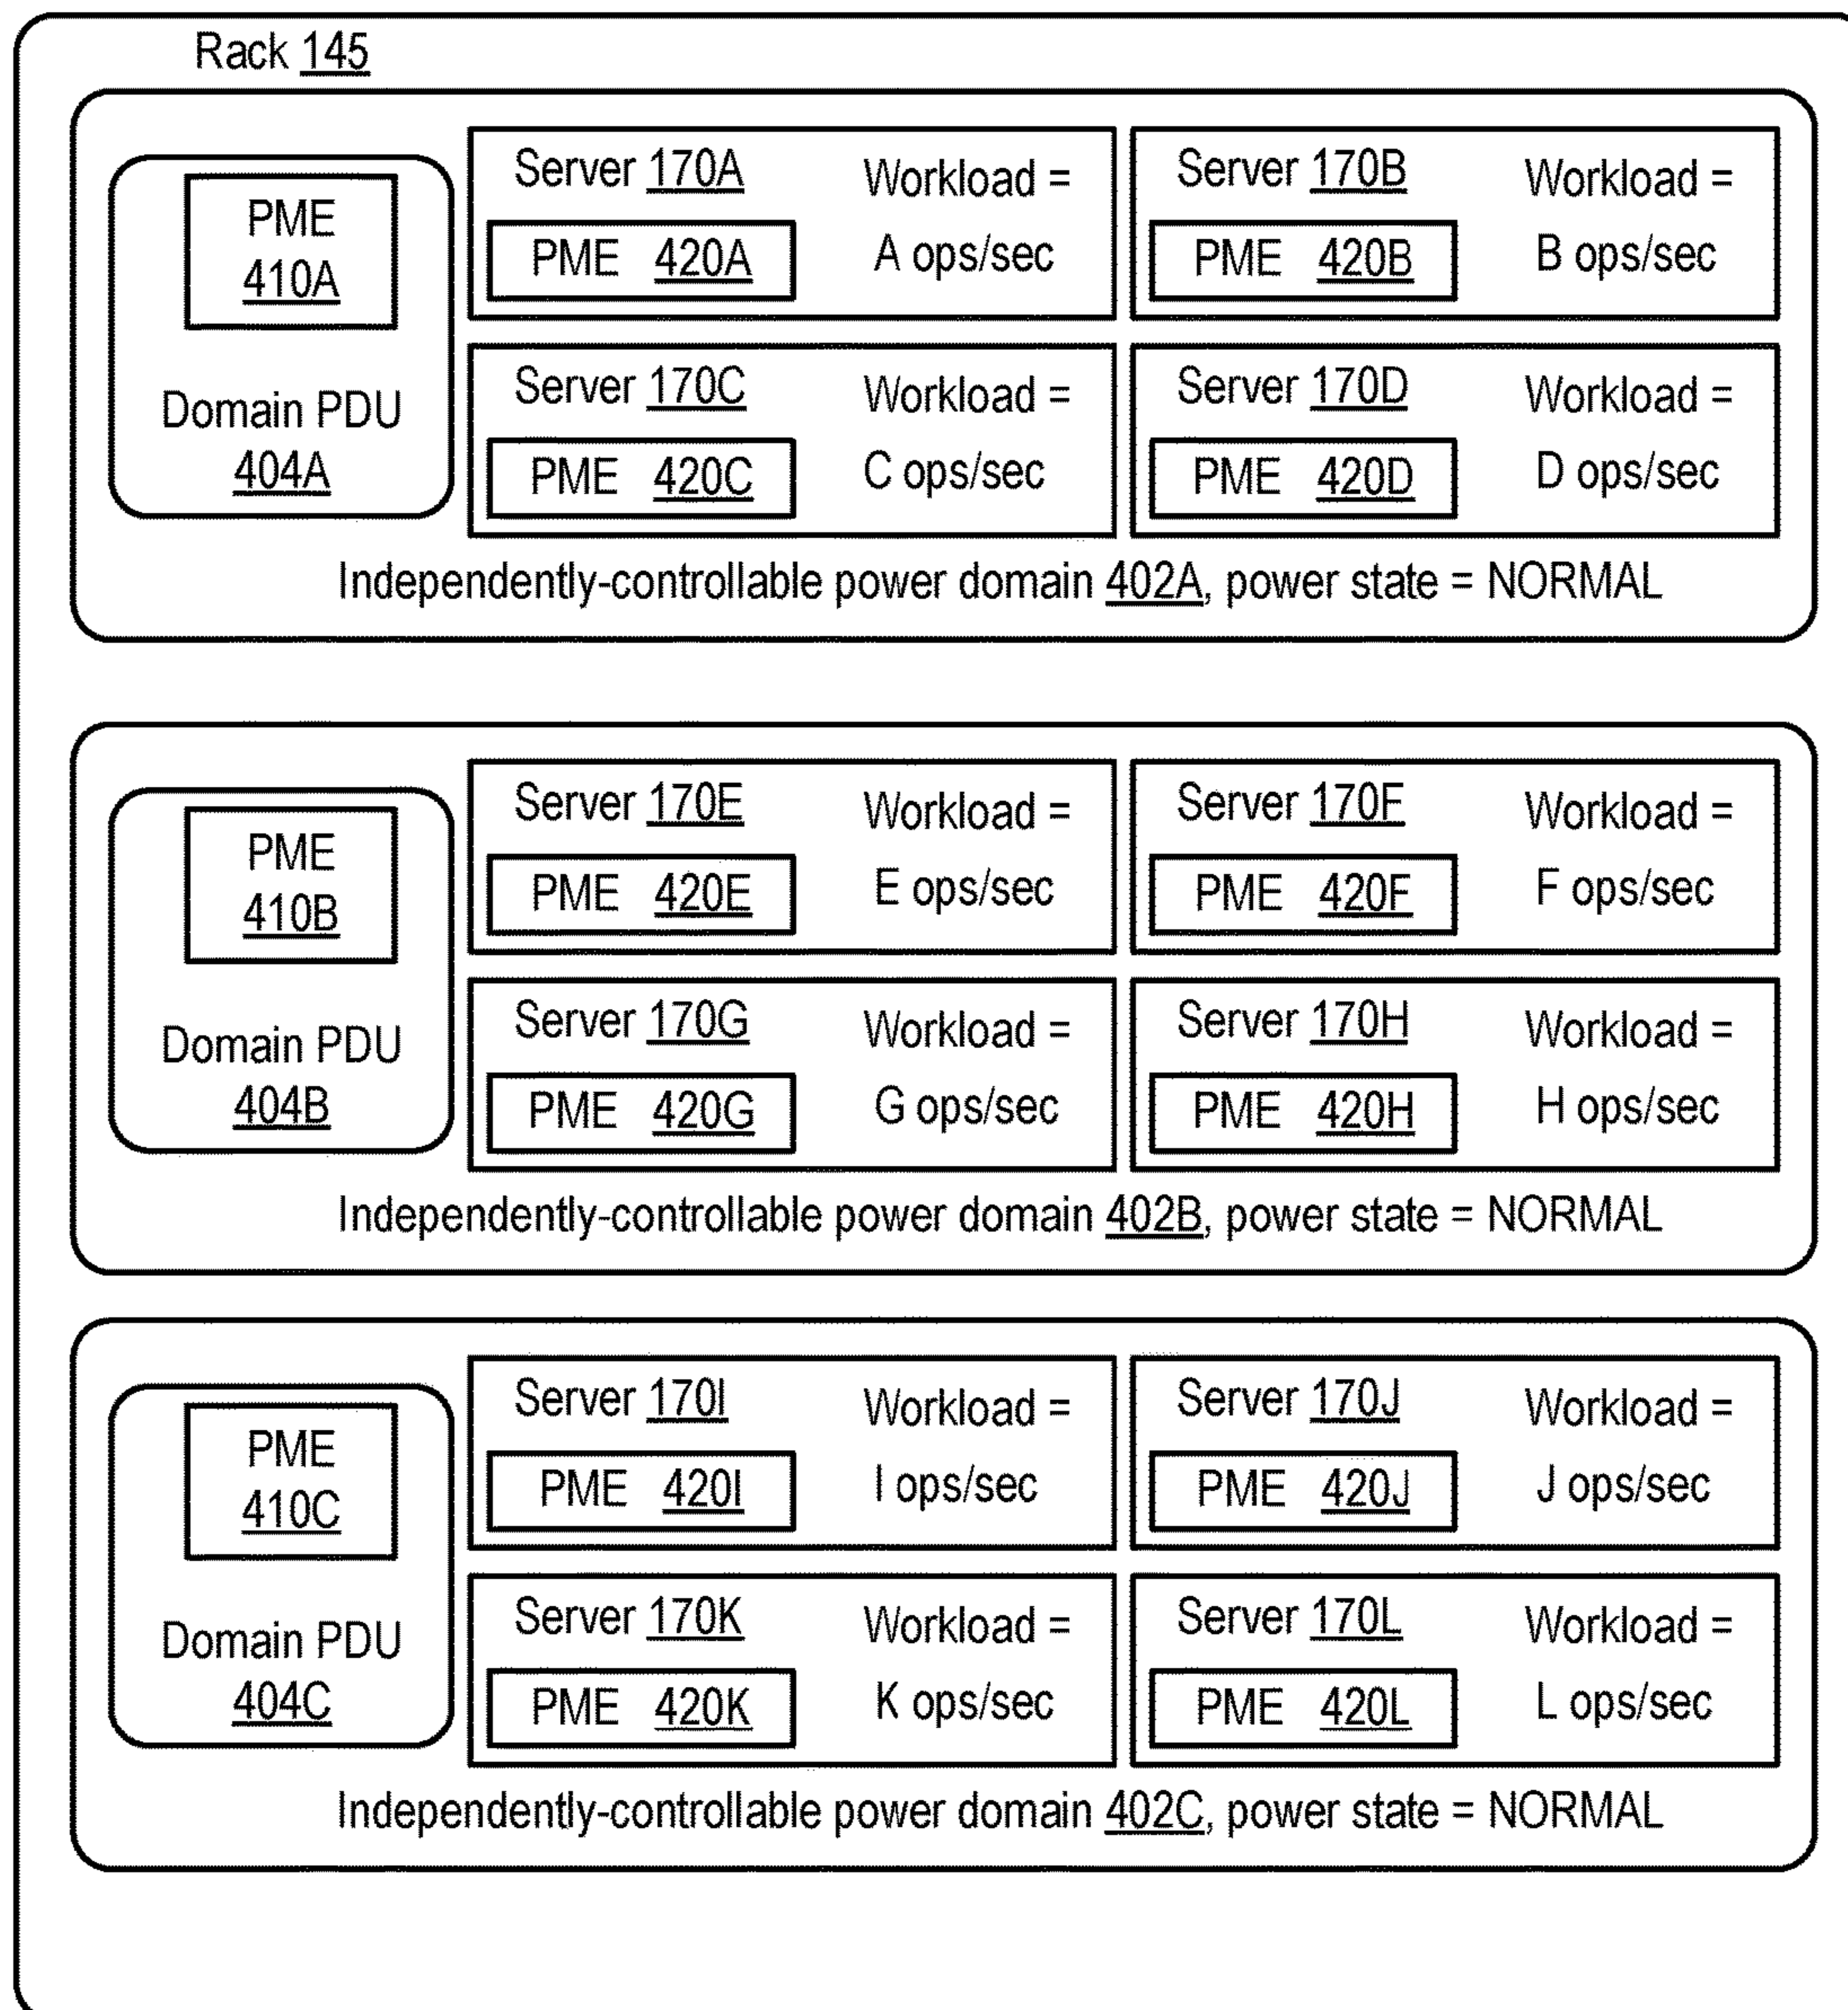 Rack 145
PME
410A
Domain PDU
404A
Server 170A
PME 420A
Workload =
A ops/sec
Server 170B
PME 420B
Workload =
B ops/sec
Server 170C
PME 420C
Workload =
C ops/sec
Server 170D
PME 420D
Workload =
D ops/sec
Independently-controllable power domain 402A, power state = NORMAL
PME
410B
Domain PDU
404B
Server 170E
PME 420E
Workload =
E ops/sec
Server 170F
PME 420F
Workload =
F ops/sec
Server 170G
PME 420G
Workload =
G ops/sec
Server 170H
PME 420H
Workload =
H ops/sec
Independently-controllable power domain 402B, power state = NORMAL
PME
410C
Domain PDU
404C
Server 170I
PME 420I
Workload =
I ops/sec
Server 170J
PME 420J
Workload =
J ops/sec
Server 170K
PME 420K
Workload =
K ops/sec
Server 170L
PME 420L
Workload =
L ops/sec
Independently-controllable power domain 402C, power state = NORMAL